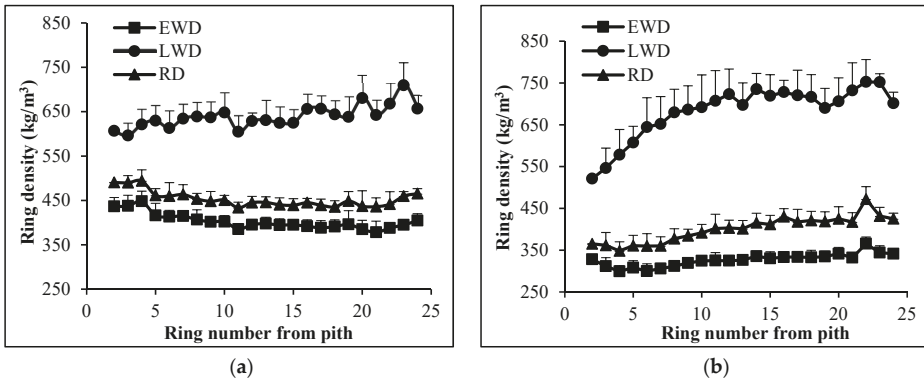 EWD
LWD
RD
Ring density (kg/m³)
850
750
650
550
450
350
250
0 5 10 15 20 25
Ring number from pith
(a)
EWD
LWD
RD
Ring density (kg/m³)
850
750
650
550
450
350
250
0 5 10 15 20 25
Ring number from pith
(b)